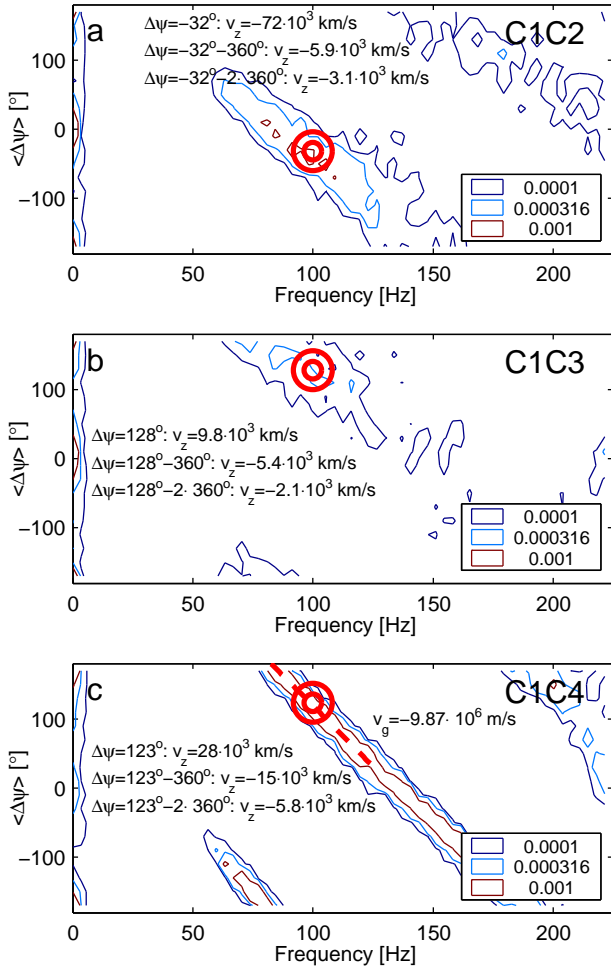 a
C1C2
Δψ=−32°: v_z=−72·10³ km/s
Δψ=−32°−360°: v_z=−5.9·10³ km/s
Δψ=−32°−2· 360°: v_z=−3.1·10³ km/s
<Δψ> [°]
100
0
−100
0.0001
0.000316
0.001
0 50 100 150 200
Frequency [Hz]
b
C1C3
Δψ=128°: v_z=9.8·10³ km/s
Δψ=128°−360°: v_z=−5.4·10³ km/s
Δψ=128°−2· 360°: v_z=−2.1·10³ km/s
<Δψ> [°]
100
0
−100
0.0001
0.000316
0.001
0 50 100 150 200
Frequency [Hz]
c
C1C4
v_g=−9.87· 10⁶ m/s
Δψ=123°: v_z=28·10³ km/s
Δψ=123°−360°: v_z=−15·10³ km/s
Δψ=123°−2· 360°: v_z=−5.8·10³ km/s
<Δψ> [°]
100
0
−100
0.0001
0.000316
0.001
0 50 100 150 200
Frequency [Hz]